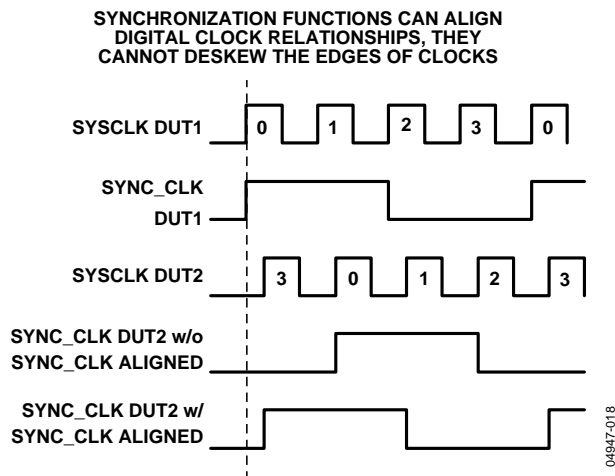 SYNCHRONIZATION FUNCTIONS CAN ALIGN
DIGITAL CLOCK RELATIONSHIPS, THEY
CANNOT DESKEW THE EDGES OF CLOCKS
SYSCLK DUT1
0 1 2 3 0
SYNC_CLK
DUT1
SYSCLK DUT2
3 0 1 2 3
SYNC_CLK DUT2 w/o
SYNC_CLK ALIGNED
SYNC_CLK DUT2 w/
SYNC_CLK ALIGNED
04947-018